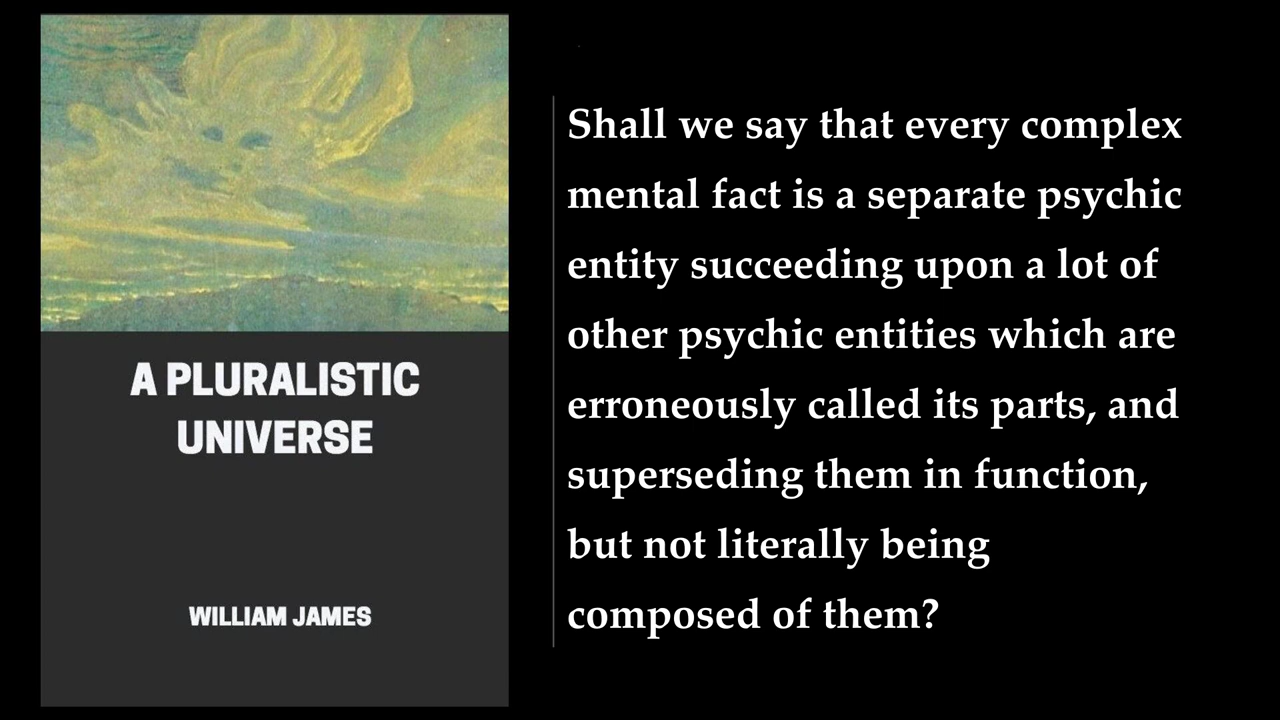 A PLURALISTIC
UNIVERSE
WILLIAM JAMES
Shall we say that every complex
mental fact is a separate psychic
entity succeeding upon a lot of
other psychic entities which are
erroneously called its parts, and
superseding them in function,
but not literally being
composed of them?